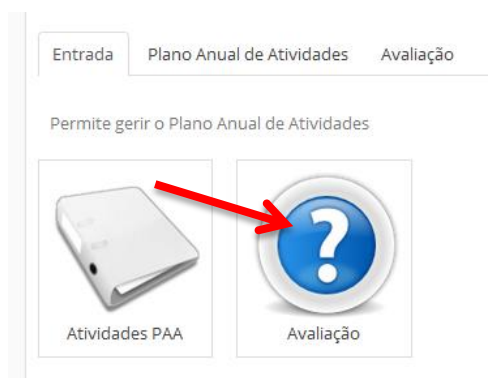 Entrada Plano Anual de Atividades Avaliação
Permite gerir o Plano Anual de Atividades
?
Atividades PAA Avaliação